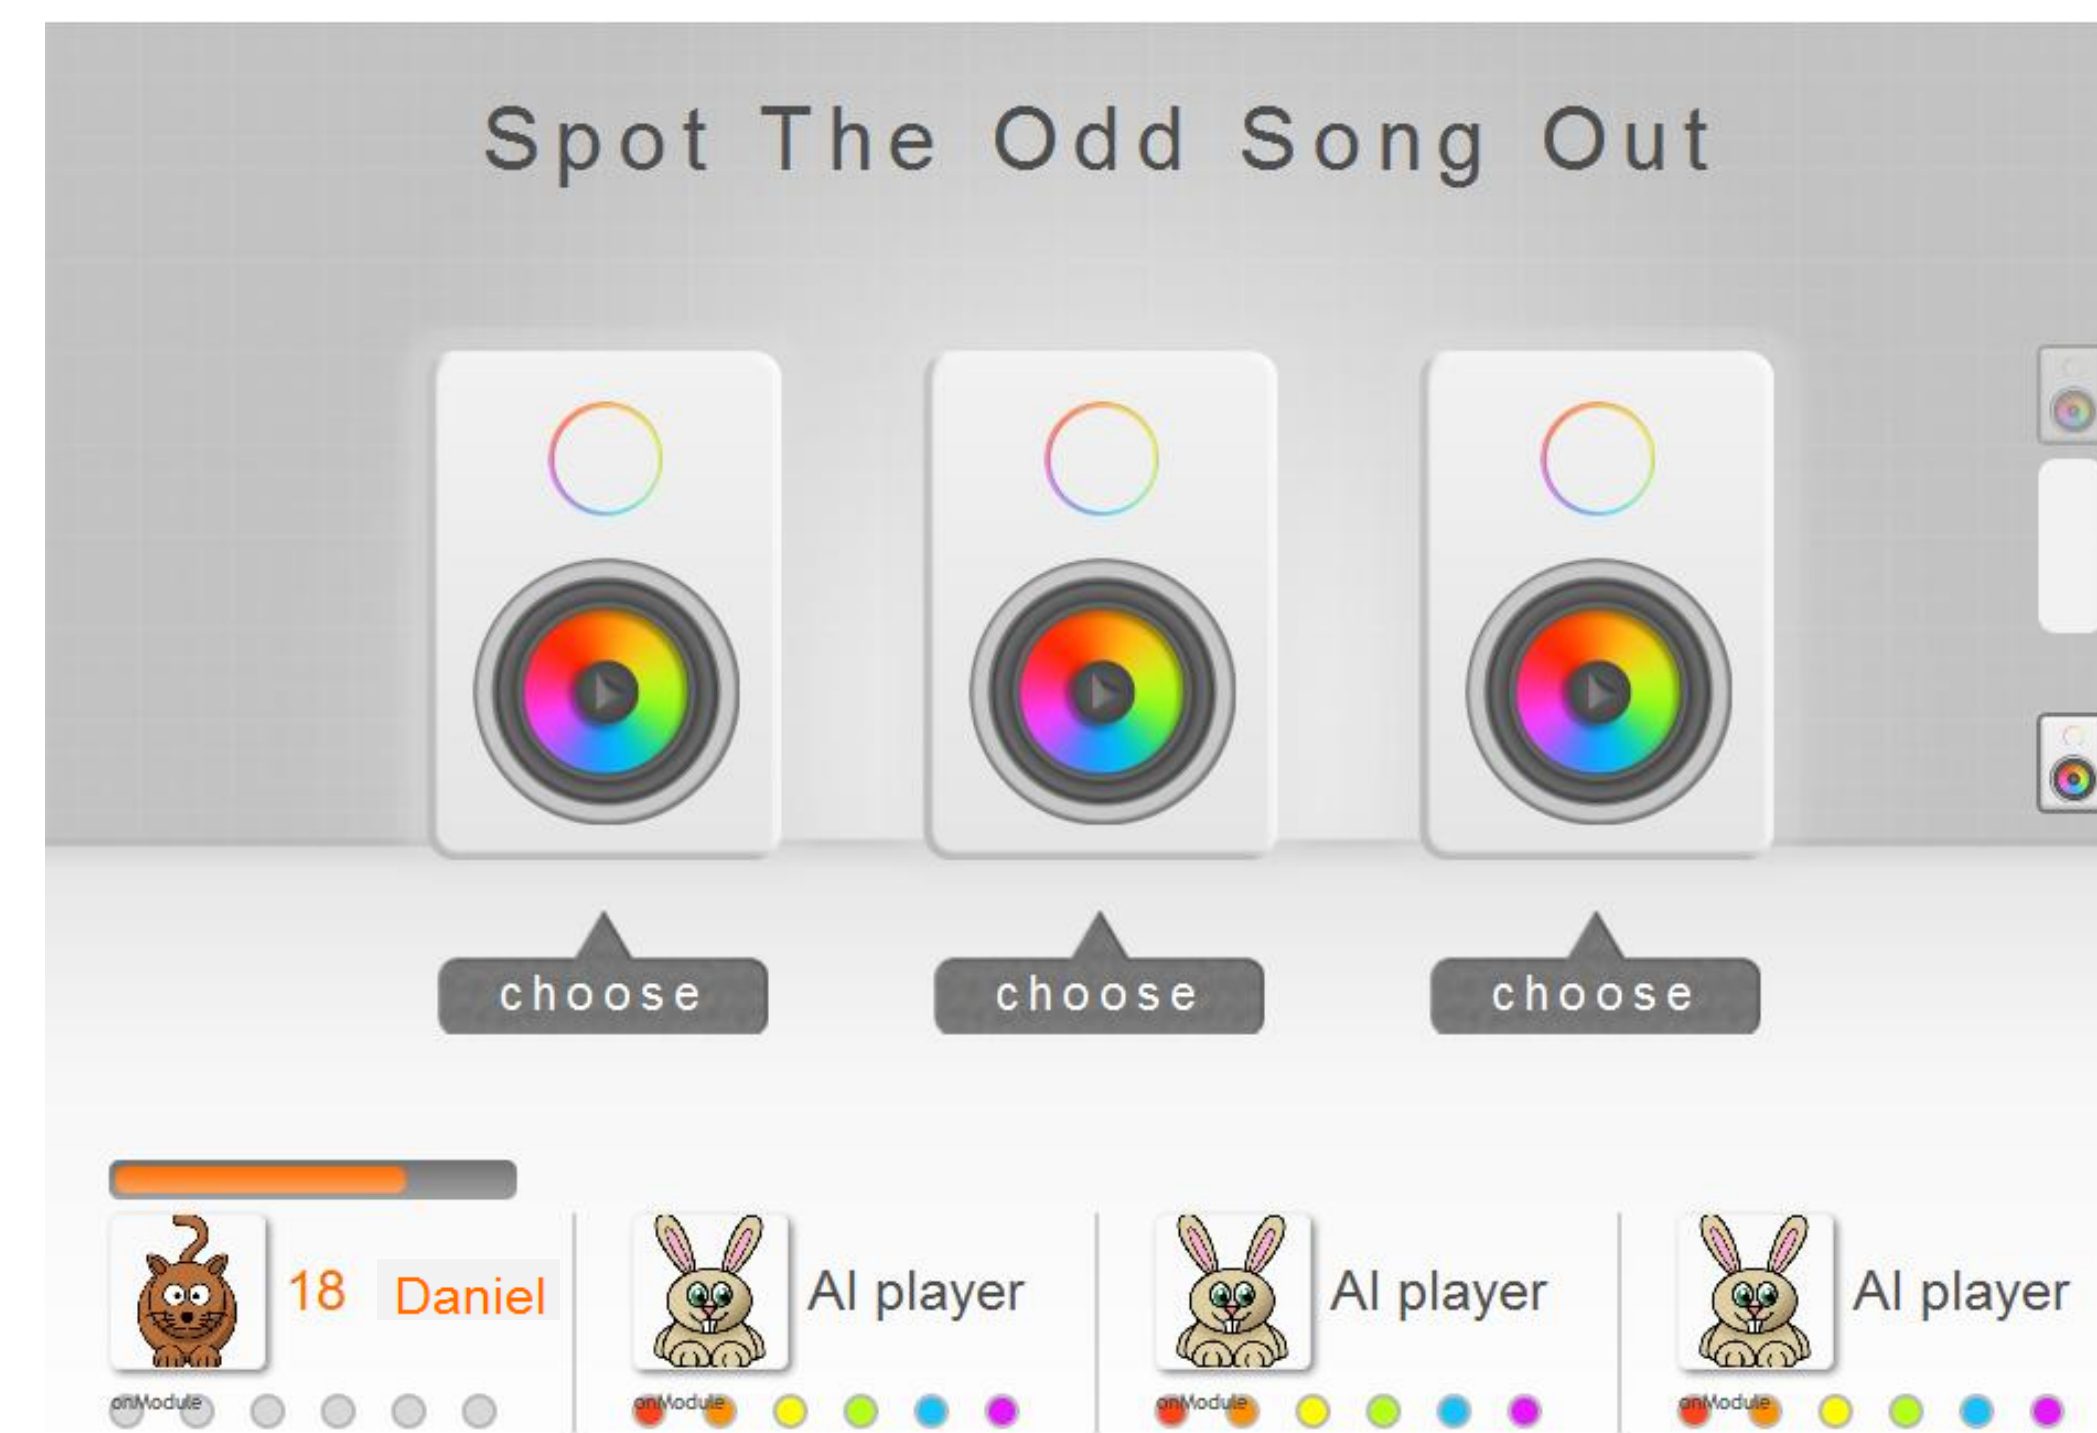 Spot The Odd Song Out
choose choose choose
18 Daniel AI player AI player AI player
onModule onModule onModule onModule